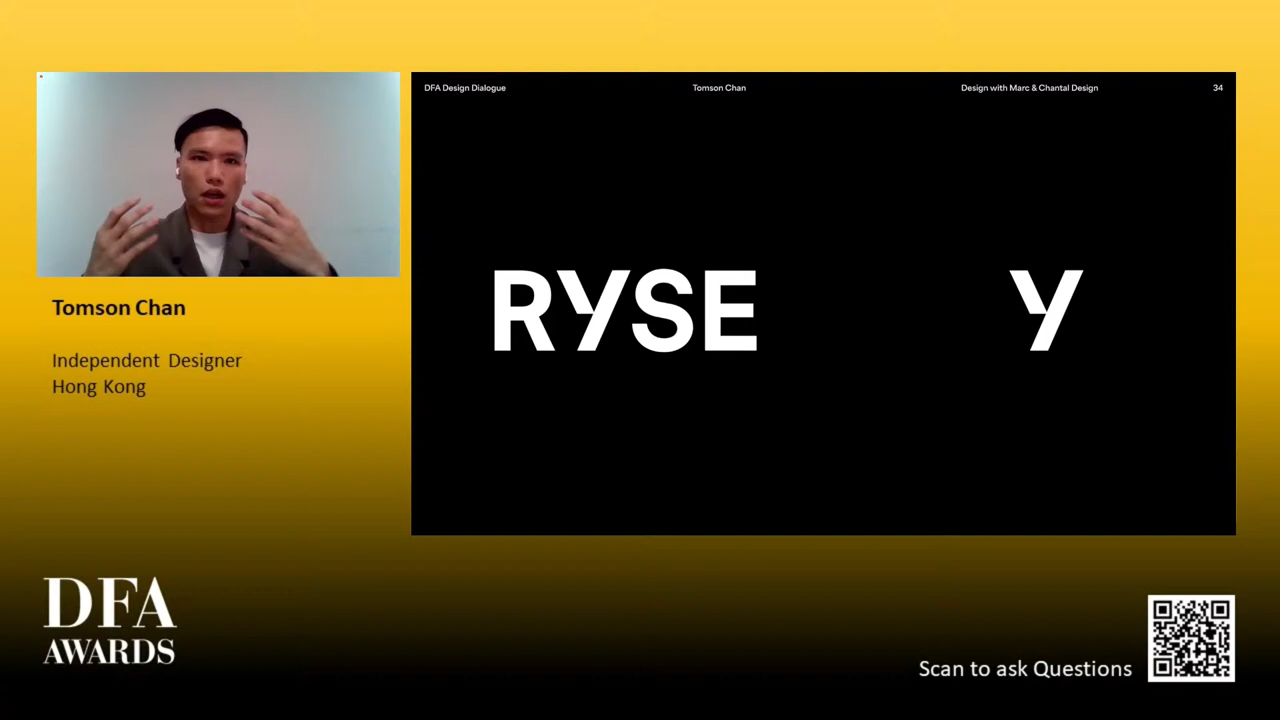 DFA Design Dialogue
Tomson Chan
Design with Marc & Chantal Design
34
RYSE
Y
Tomson Chan
Independent Designer
Hong Kong
DFA
AWARDS
Scan to ask Questions